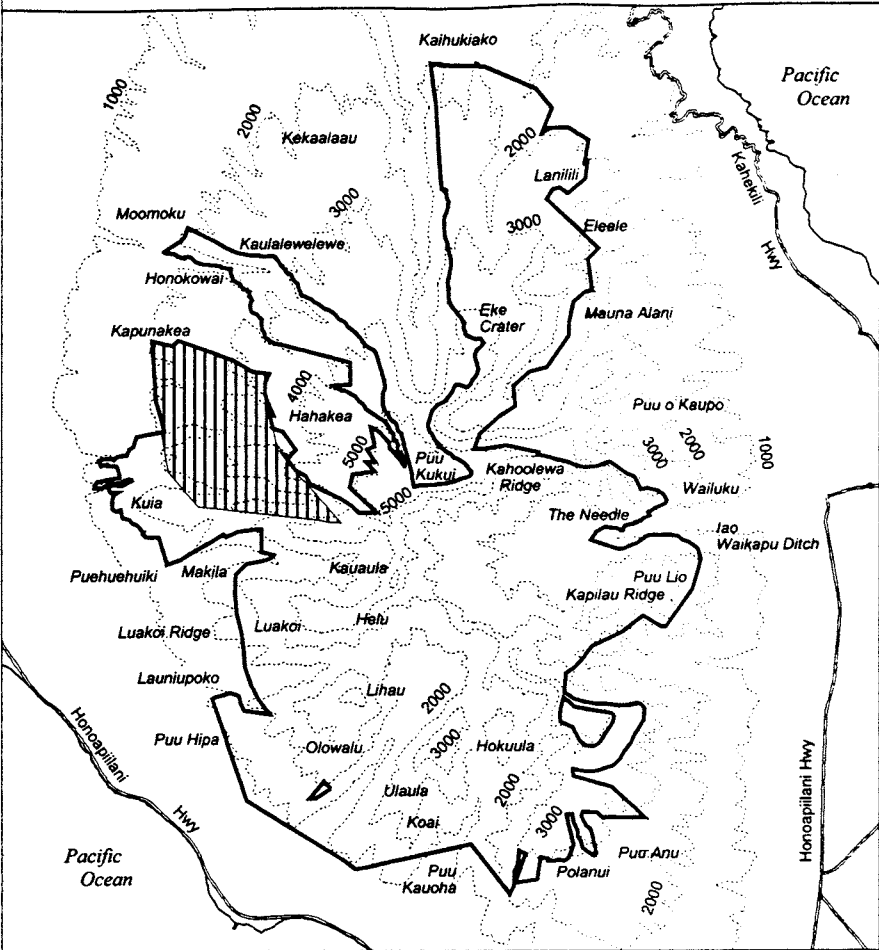 Kaihukiako
Pacific
Ocean
1000
2000
Kekaalaau
2000
Kahekili
Hwy
Lanilili
3000
Moomoku
3000
Eleele
Kaulalewelewe
Honokowai
Eke
Crater
Mauna Alani
Kapunakea
4000
Hahakea
Puu o Kaupo
3000
2000
1000
5000
Puu
Kukui
Kahoolewa
Ridge
Wailuku
5000
Kuia
The Needle
Iao
Waikapu Ditch
Puehuehuiki
Makila
Kauaula
Puu Lio
Kapilau Ridge
Luakoi Ridge
Luakoi
Helu
Launiupoko
Lihau
2000
Honoapiilani
Hwy
Puu Hipa
Olowalu
3000
Hokuula
Ulaula
2000
Honoapiilani Hwy
Koai
3000
Pacific
Ocean
Puu
Kauoha
Polanui
Puu Anu
2000